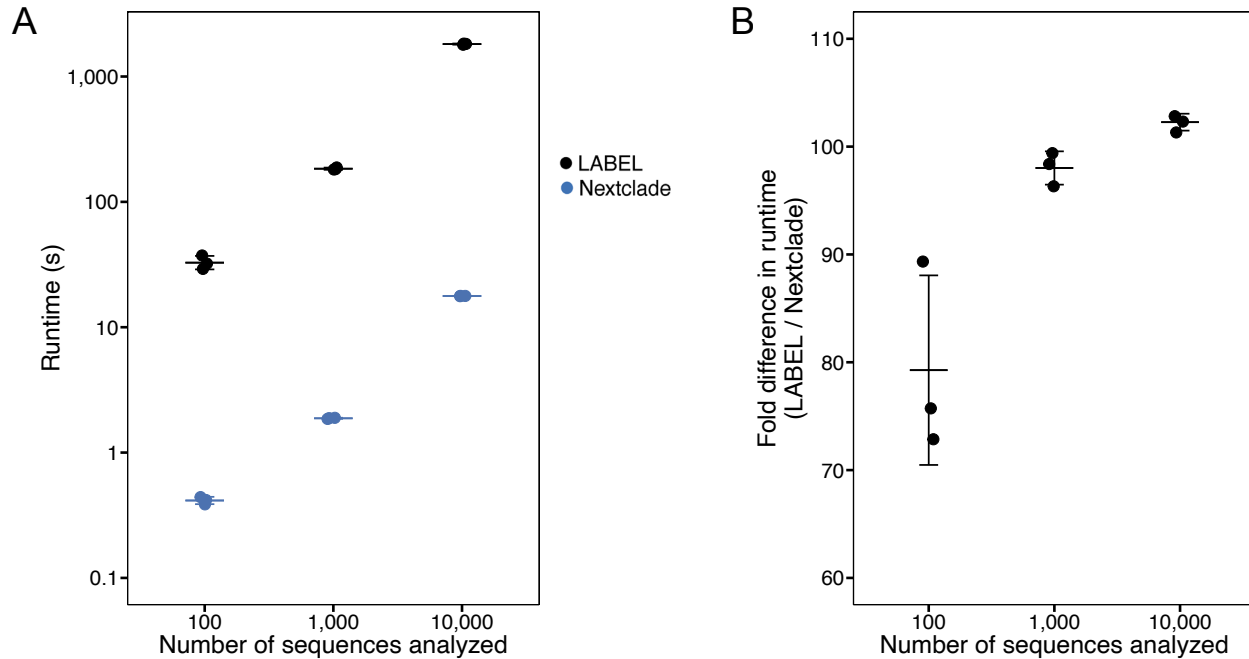 A
1,000
100
10
1
0.1
Runtime (s)
100
1,000
10,000
Number of sequences analyzed
LABEL
Nextclade
B
110
100
90
80
70
60
Fold difference in runtime
(LABEL / Nextclade)
100
1,000
10,000
Number of sequences analyzed